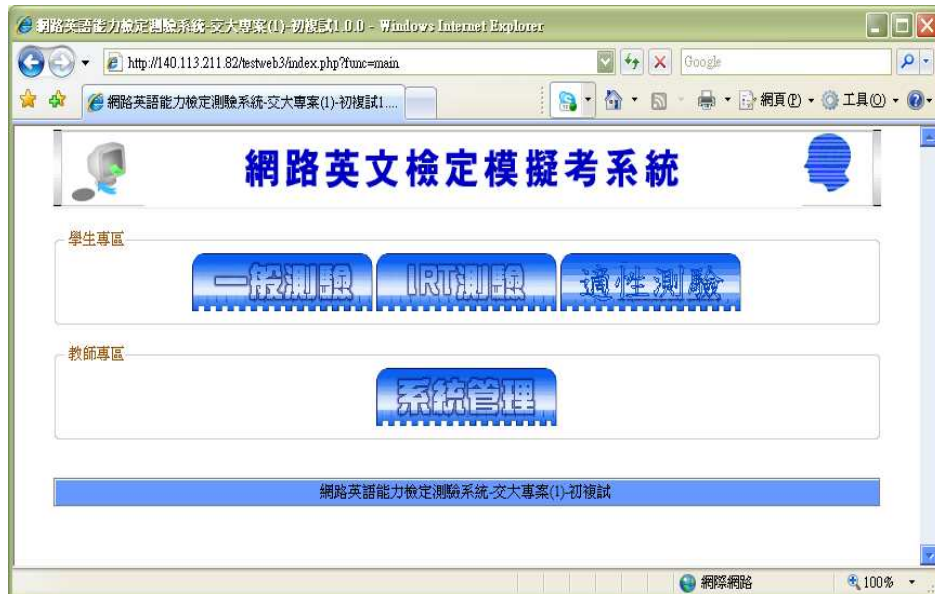 網路英語能力檢定測驗系統-交大專案(1)-初複試1.0.0 - Windows Internet Explorer
http://140.113.211.82/testweb3/index.php?func=main
Google
網路英語能力檢定測驗系統-交大專案(1)-初複試1....
網頁(P)
工具(O)
網路英文檢定模擬考系統
學生專區
一般測驗
IRT測驗
適性測驗
教師專區
系統管理
網路英語能力檢定測驗系統-交大專案(1)-初複試
網際網路
100%